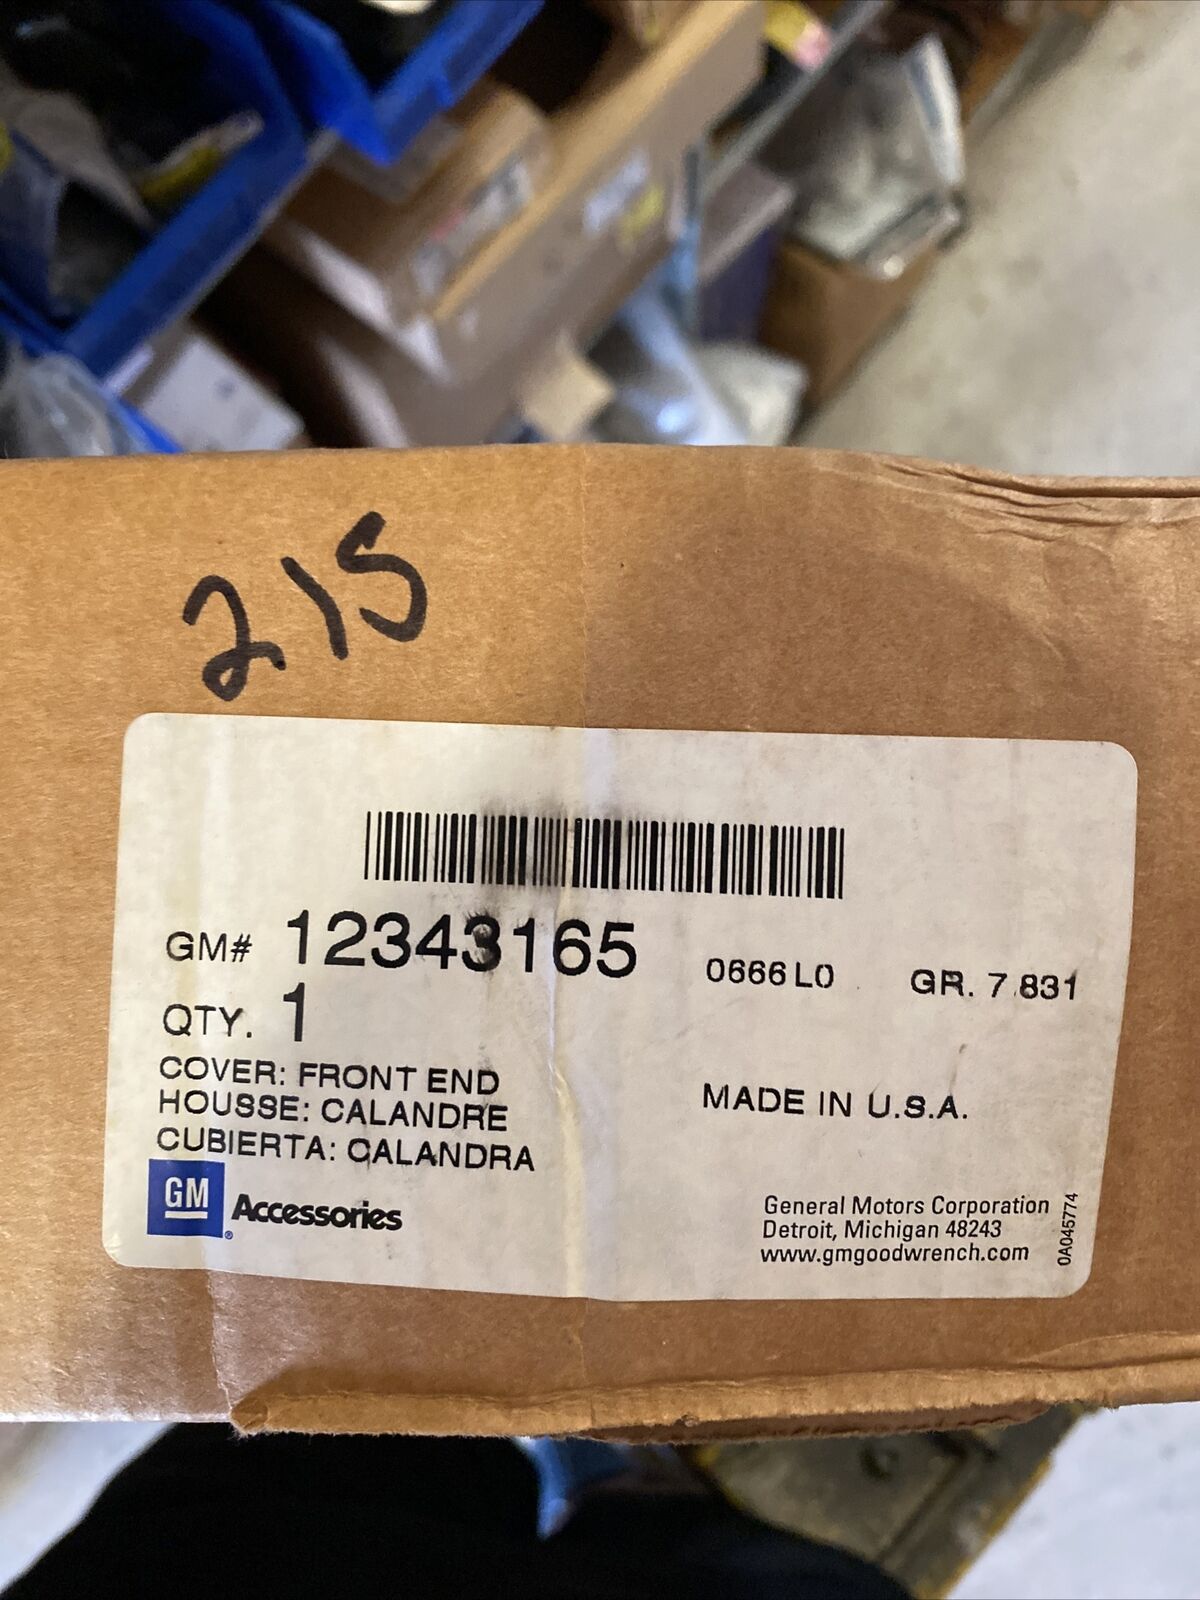 215
GM# 12343165 0666 L0 GR. 7.831
QTY. 1
COVER: FRONT END
HOUSSE: CALANDRE
CUBIERTA: CALANDRA
MADE IN U.S.A.
GM® Accessories
General Motors Corporation
Detroit, Michigan 48243
www.gmgoodwrench.com
0A045774